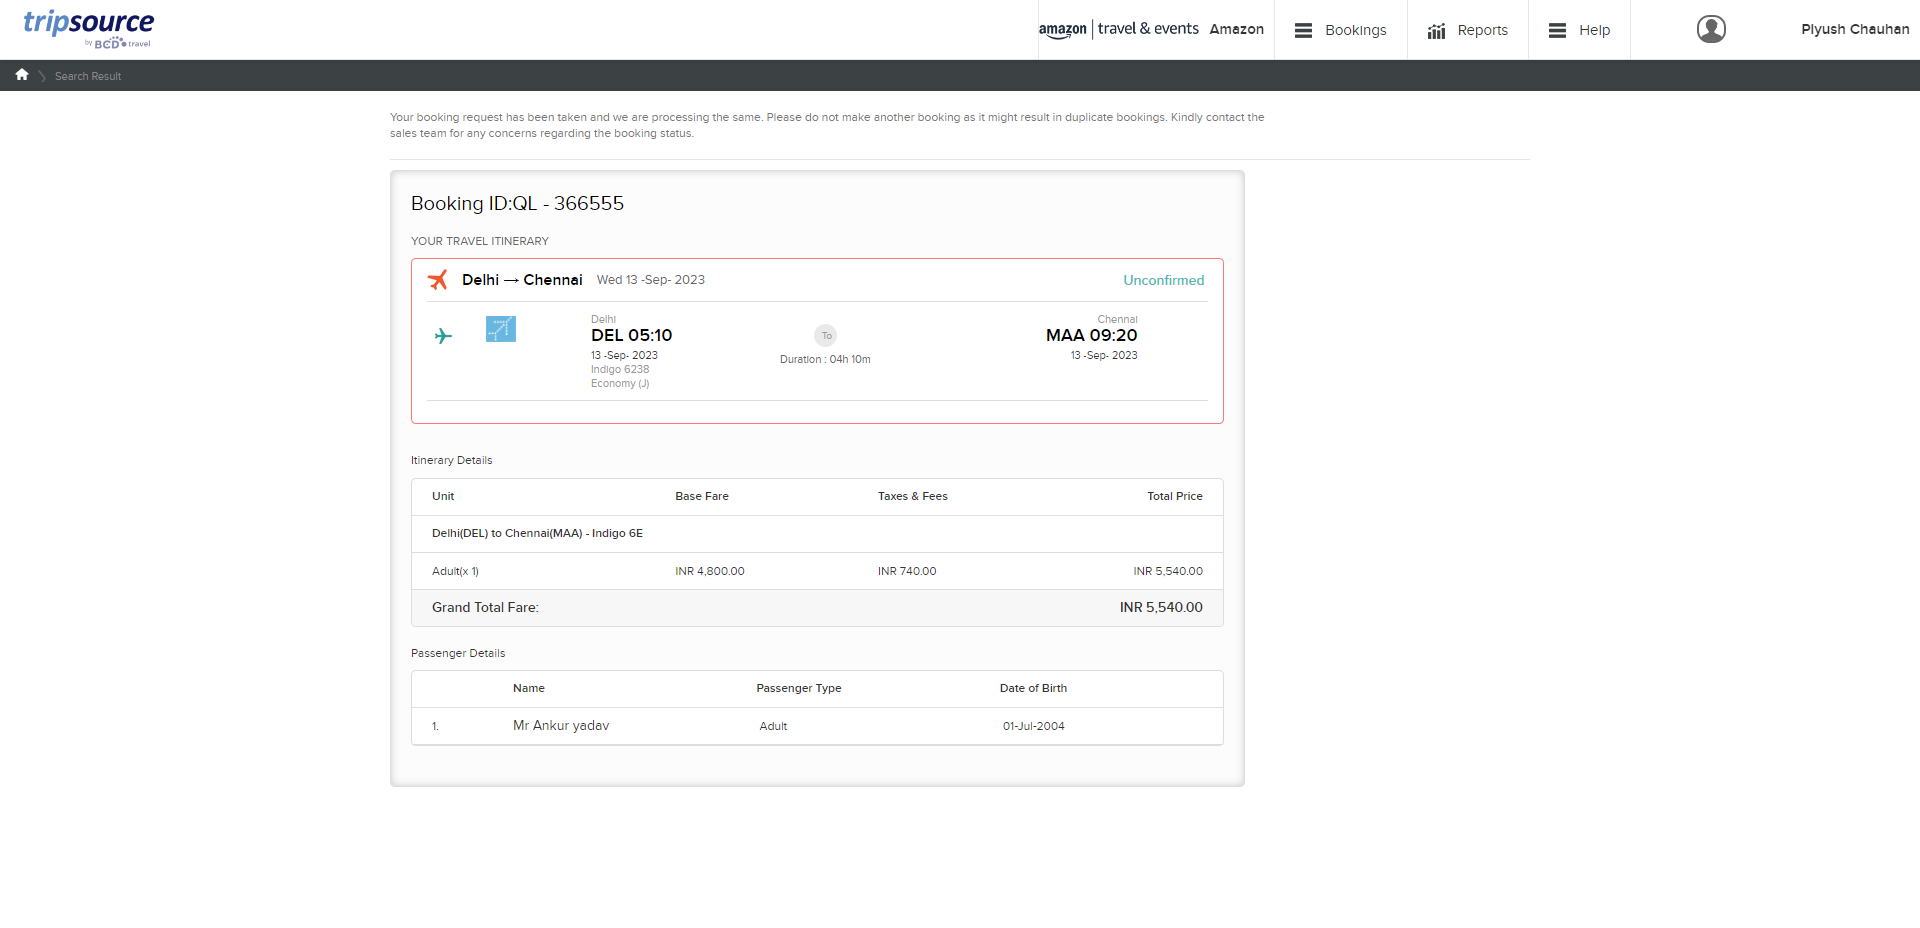 tripsource
by BCD travel
amazon | travel & events Amazon
Bookings
Reports
Help
Piyush Chauhan
Search Result
Your booking request has been taken and we are processing the same. Please do not make another booking as it might result in duplicate bookings. Kindly contact the
sales team for any concerns regarding the booking status.
Booking ID:QL - 366555
YOUR TRAVEL ITINERARY
Delhi → Chennai Wed 13 -Sep- 2023 Unconfirmed
Delhi Chennai
DEL 05:10 To MAA 09:20
13 -Sep- 2023 Duration : 04h 10m 13 -Sep- 2023
Indigo 6238
Economy (J)
Itinerary Details
Unit Base Fare Taxes & Fees Total Price
Delhi(DEL) to Chennai(MAA) - Indigo 6E
Adult(x 1) INR 4,800.00 INR 740.00 INR 5,540.00
Grand Total Fare: INR 5,540.00
Passenger Details
Name Passenger Type Date of Birth
1. Mr Ankur yadav Adult 01-Jul-2004